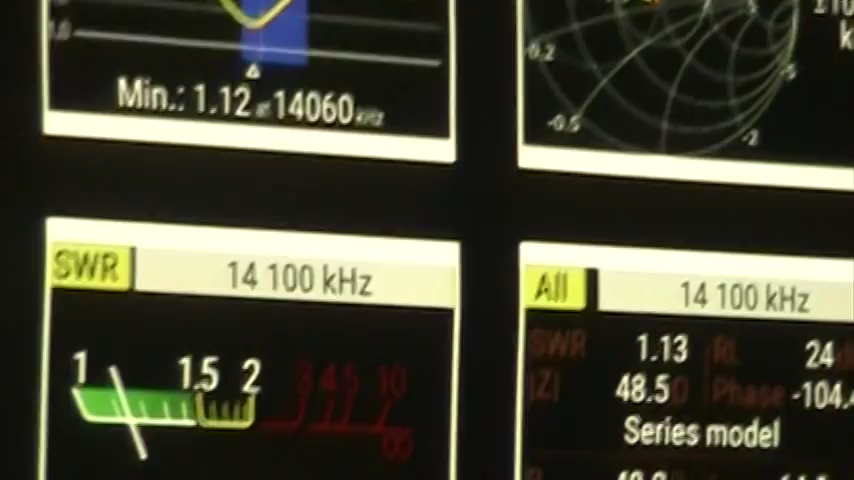 1.0
Min.: 1.12 at 14060 kHz
-0.2
-0.5
-2
-5
SWR
14 100 kHz
1 1.5 2 3 4 5 10 ∞
All
14 100 kHz
SWR 1.13 RL 24
|Z| 48.5 Phase -104.
Series model